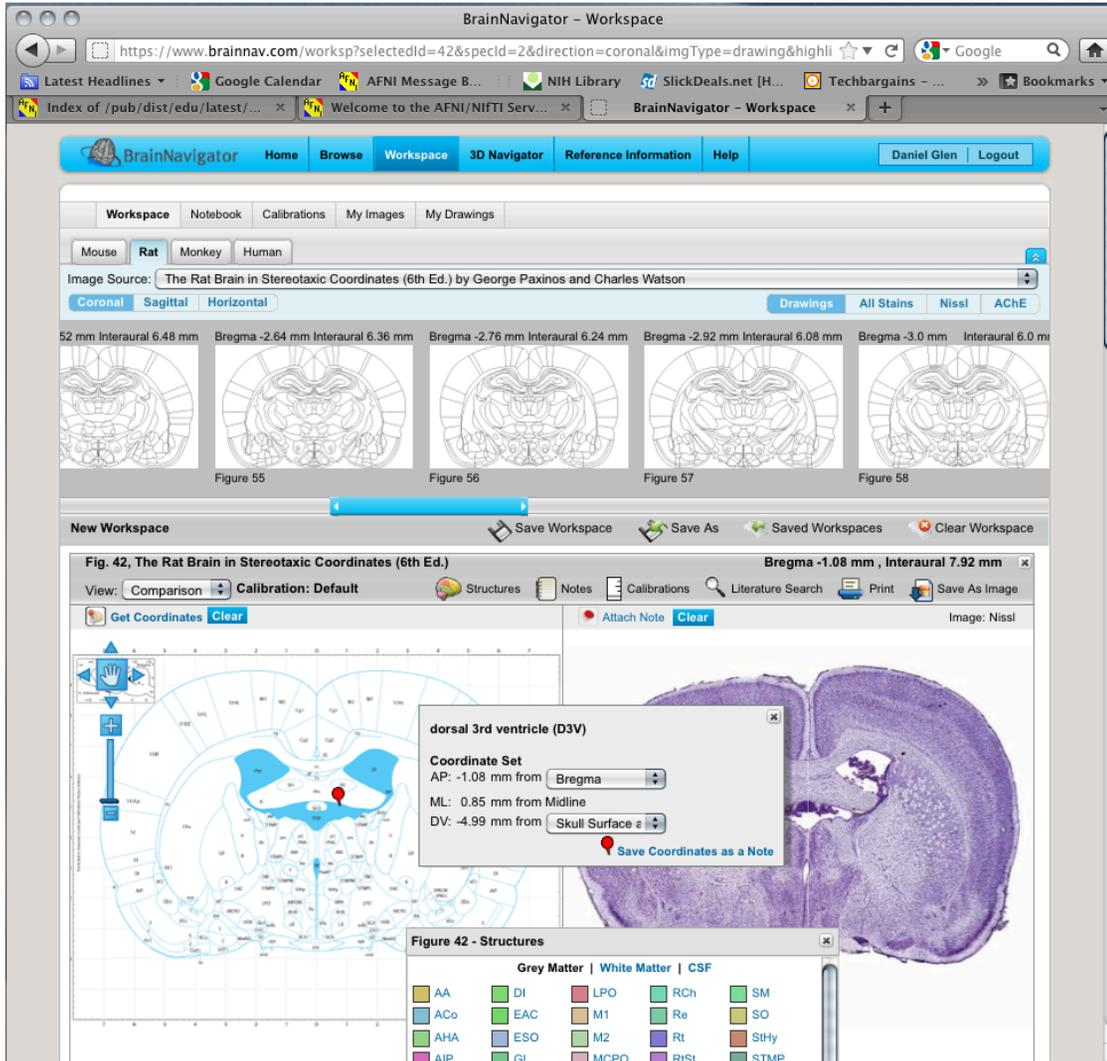 BrainNavigator – Workspace
https://www.brainnav.com/worksp?selectedId=42&specId=2&direction=coronal&imgType=drawing&highli
Google
Latest Headlines
Google Calendar
AFNI Message B...
NIH Library
SlickDeals.net [H...
Techbargains – ...
»
Bookmarks
Index of /pub/dist/edu/latest/...
Welcome to the AFNI/NIfTI Serv...
BrainNavigator – Workspace
BrainNavigator
Home
Browse
Workspace
3D Navigator
Reference Information
Help
Daniel Glen | Logout
Workspace
Notebook
Calibrations
My Images
My Drawings
Mouse
Rat
Monkey
Human
Image Source: The Rat Brain in Stereotaxic Coordinates (6th Ed.) by George Paxinos and Charles Watson
Coronal
Sagittal
Horizontal
Drawings
All Stains
Nissl
AChE
52 mm Interaural 6.48 mm
Bregma -2.64 mm Interaural 6.36 mm
Bregma -2.76 mm Interaural 6.24 mm
Bregma -2.92 mm Interaural 6.08 mm
Bregma -3.0 mm Interaural 6.0 m
Figure 55
Figure 56
Figure 57
Figure 58
New Workspace
Save Workspace
Save As
Saved Workspaces
Clear Workspace
Fig. 42, The Rat Brain in Stereotaxic Coordinates (6th Ed.)
Bregma -1.08 mm , Interaural 7.92 mm
View: Comparison
Calibration: Default
Structures
Notes
Calibrations
Literature Search
Print
Save As Image
Get Coordinates Clear
Attach Note Clear
Image: Nissl
dorsal 3rd ventricle (D3V)
Coordinate Set
AP: -1.08 mm from Bregma
ML: 0.85 mm from Midline
DV: -4.99 mm from Skull Surface a
Save Coordinates as a Note
Figure 42 - Structures
Grey Matter | White Matter | CSF
AA DI LPO RCh SM
ACo EAC M1 Re SO
AHA ESO M2 Rt StHy
AIP GI MCPO RtSt STMP